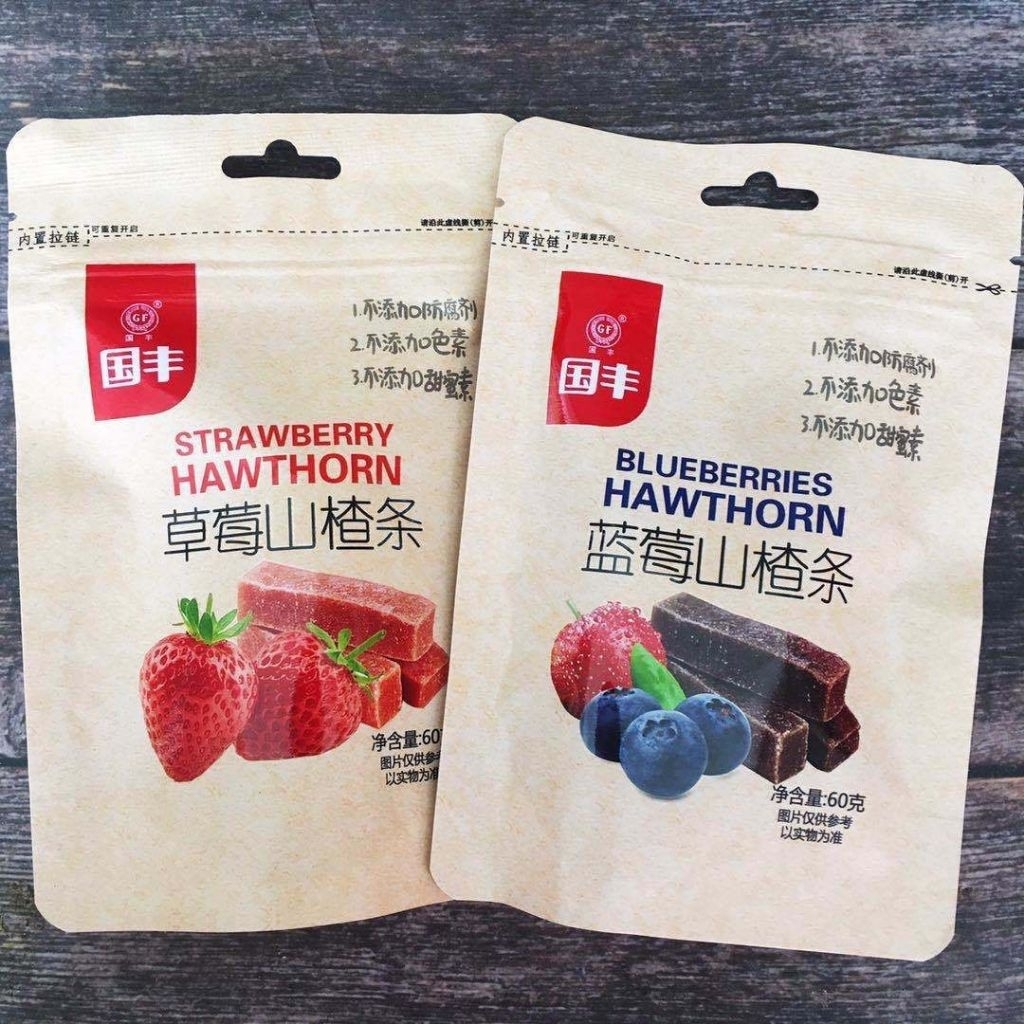 内置拉链 可重复开启
请沿此虚线撕(剪)开
GF
®
国丰
国丰
1.不添加防腐剂
2.不添加色素
3.不添加甜蜜素
STRAWBERRY
HAWTHORN
草莓山楂条
净含量:60
图片仅供参考
以实物为准
内置拉链 可重复开启
请沿此虚线撕(剪)开
GF
®
国丰
国丰
1.不添加防腐剂
2.不添加色素
3.不添加甜蜜素
BLUEBERRIES
HAWTHORN
蓝莓山楂条
净含量:60克
图片仅供参考
以实物为准